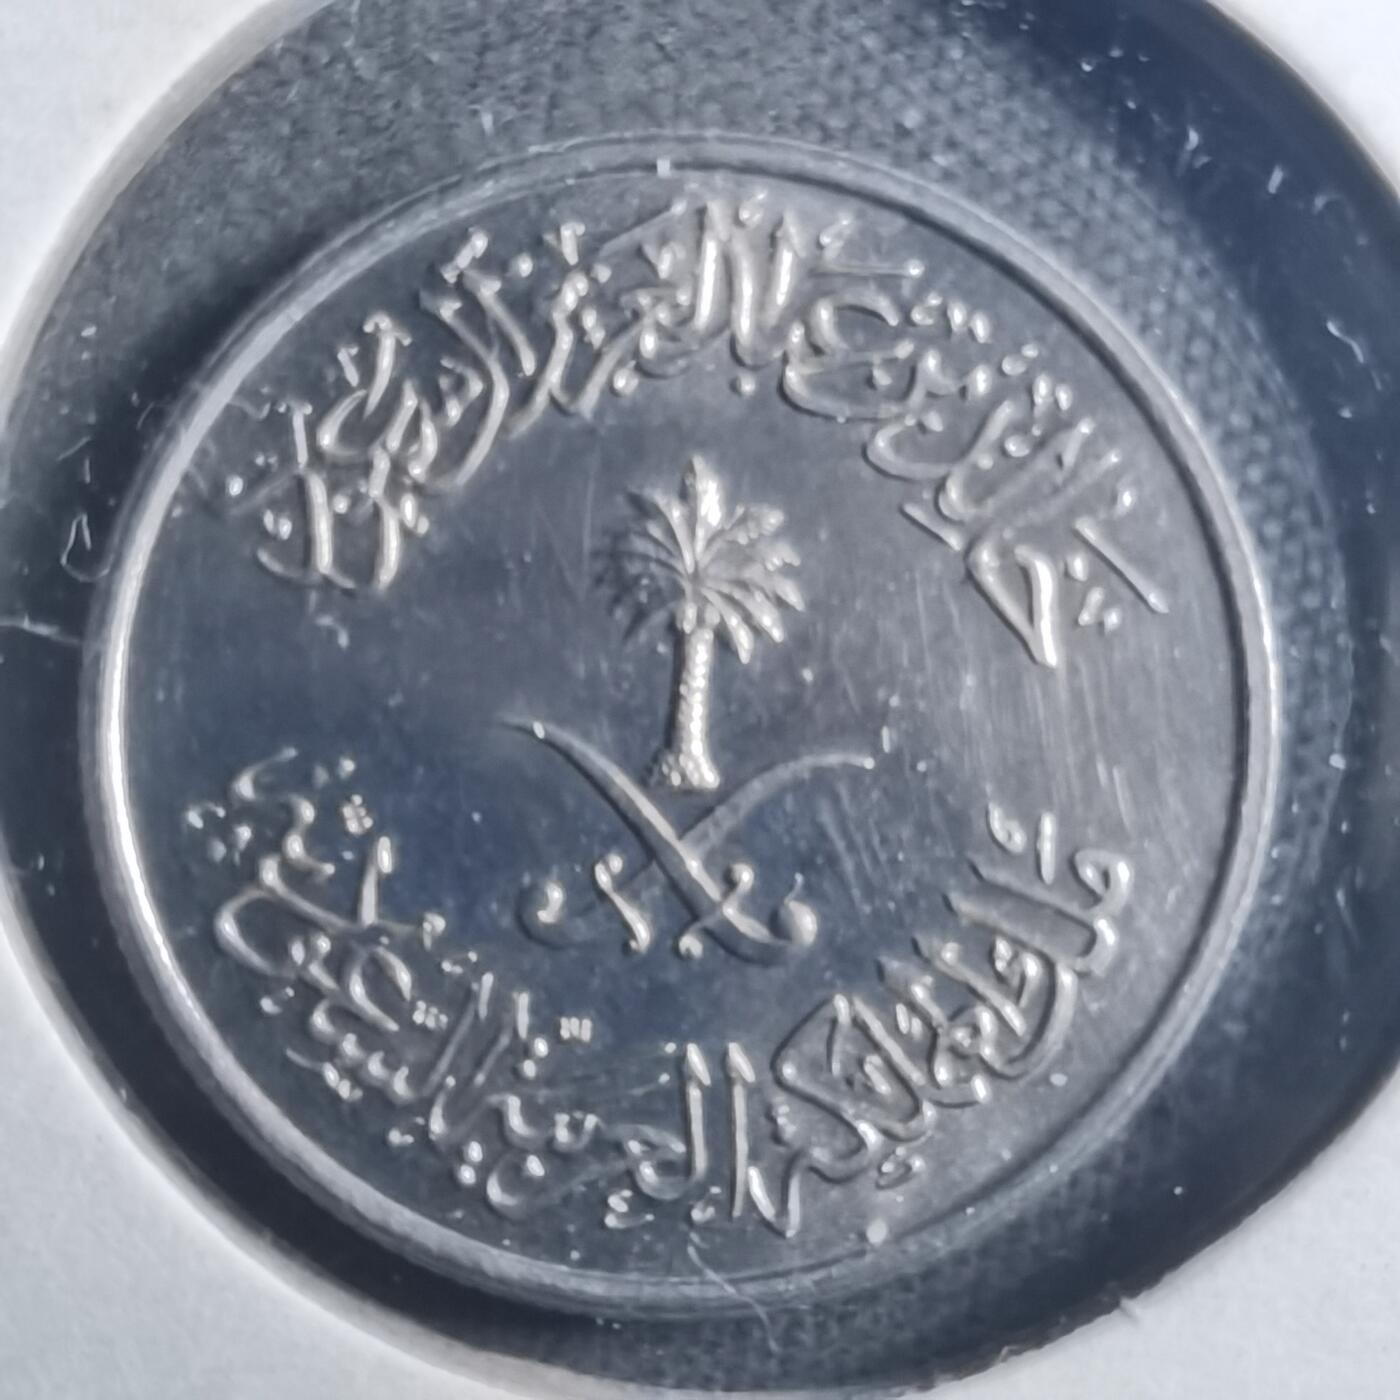 خالد بن عبد العزيز آل سعود
ملك المملكة العربية السعودية